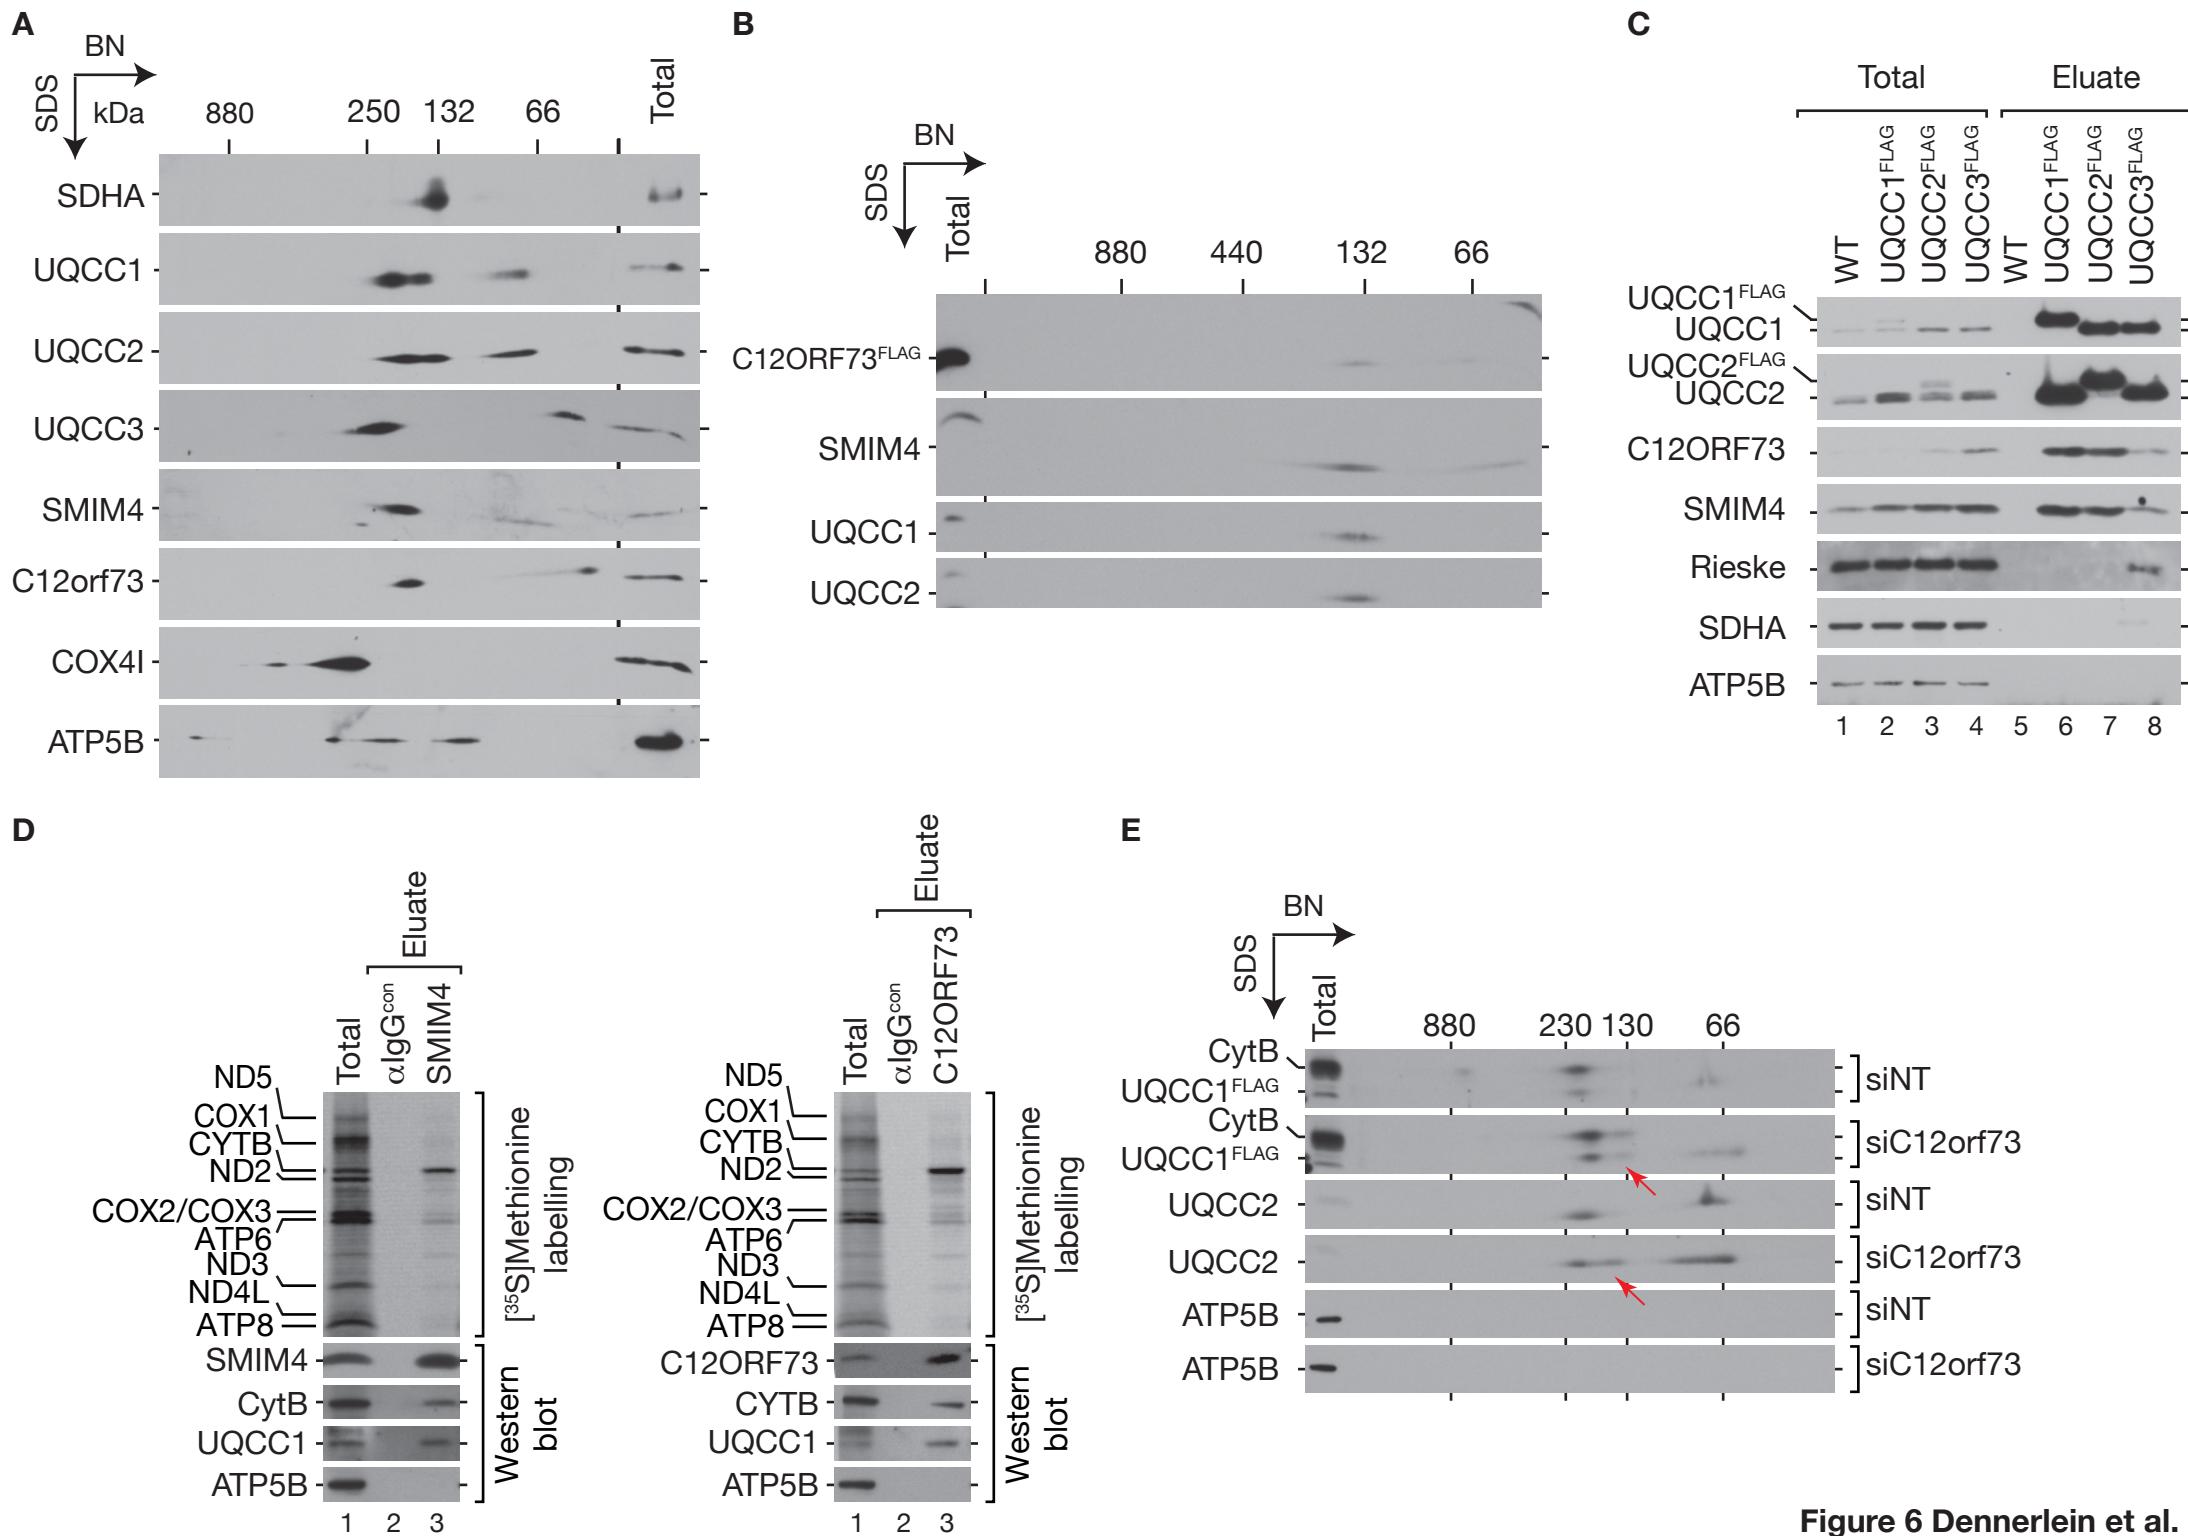 A
BN
SDS
kDa
880
250
132
66
Total
SDHA
UQCC1
UQCC2
UQCC3
SMIM4
C12orf73
COX4I
ATP5B
B
BN
SDS
Total
880
440
132
66
C12ORF73FLAG
SMIM4
UQCC1
UQCC2
C
Total
Eluate
WT
UQCC1FLAG
UQCC2FLAG
UQCC3FLAG
WT
UQCC1FLAG
UQCC2FLAG
UQCC3FLAG
UQCC1FLAG
UQCC1
UQCC2FLAG
UQCC2
C12ORF73
SMIM4
Rieske
SDHA
ATP5B
1 2 3 4 5 6 7 8
D
Eluate
Total
αIgGcon
SMIM4
ND5
COX1
CYTB
ND2
COX2/COX3
ATP6
ND3
ND4L
ATP8
[35S]Methionine
labelling
SMIM4
CytB
UQCC1
ATP5B
Western
blot
1 2 3
Eluate
Total
αIgGcon
C12ORF73
ND5
COX1
CYTB
ND2
COX2/COX3
ATP6
ND3
ND4L
ATP8
[35S]Methionine
labelling
C12ORF73
CYTB
UQCC1
ATP5B
Western
blot
1 2 3
E
BN
SDS
Total
880
230
130
66
CytB
UQCC1FLAG
siNT
CytB
UQCC1FLAG
siC12orf73
UQCC2
siNT
UQCC2
siC12orf73
ATP5B
siNT
ATP5B
siC12orf73
Figure 6 Dennerlein et al.